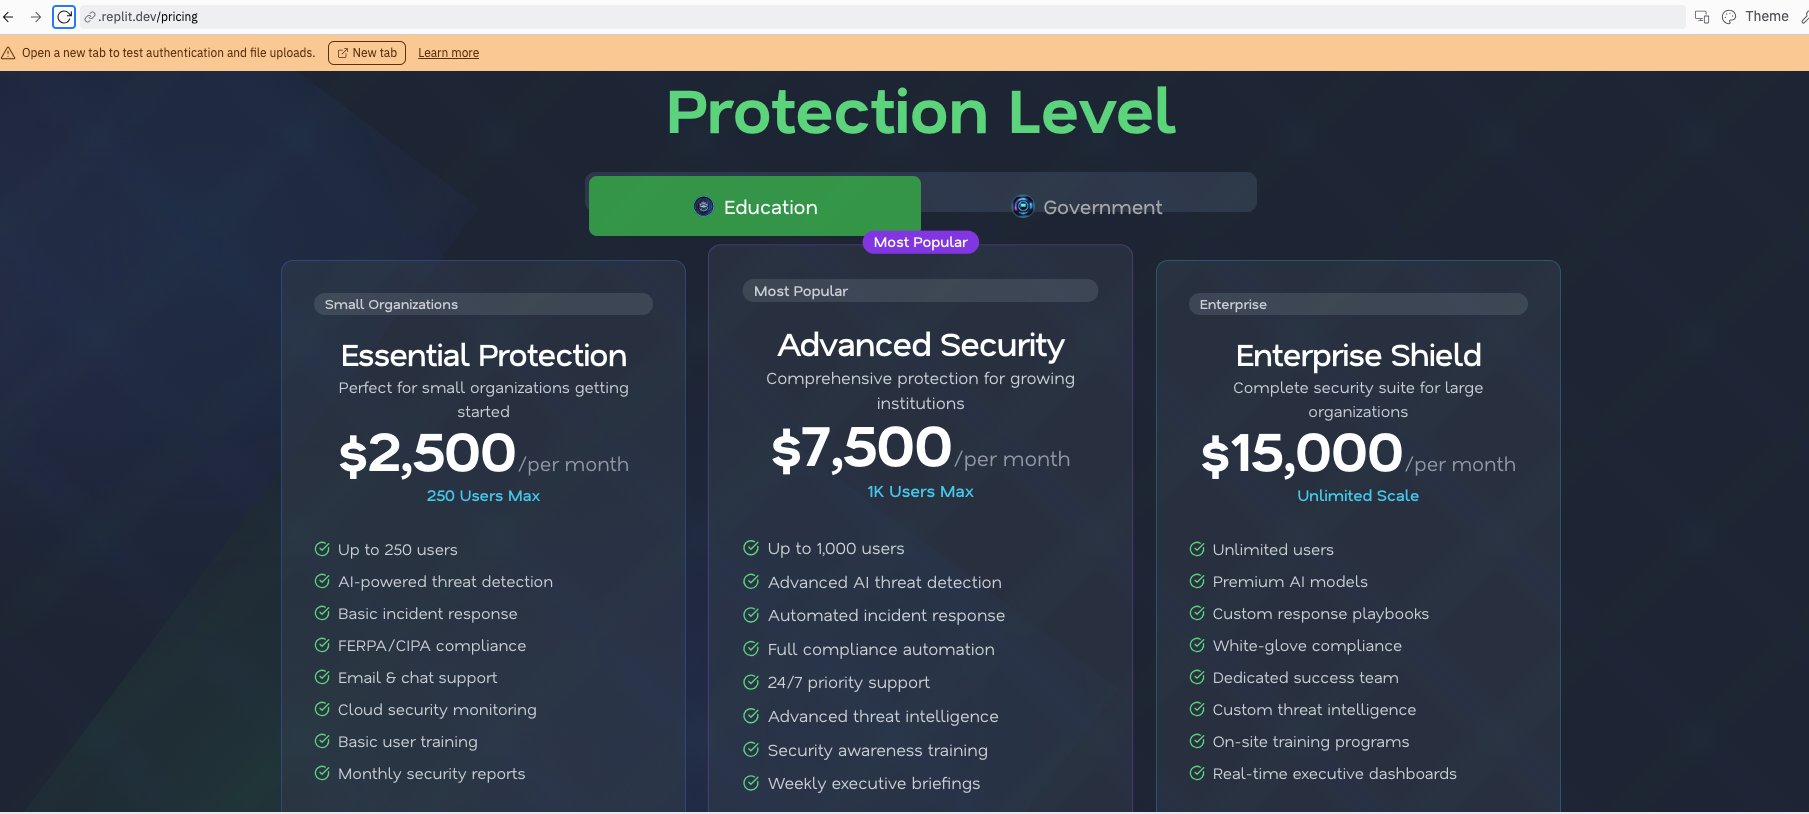 .replit.dev/pricing
Theme
Open a new tab to test authentication and file uploads.
New tab
Learn more
Protection Level
Education
Government
Most Popular
Small Organizations
Essential Protection
Perfect for small organizations getting
started
$2,500/per month
250 Users Max
Up to 250 users
AI-powered threat detection
Basic incident response
FERPA/CIPA compliance
Email & chat support
Cloud security monitoring
Basic user training
Monthly security reports
Most Popular
Advanced Security
Comprehensive protection for growing
institutions
$7,500/per month
1K Users Max
Up to 1,000 users
Advanced AI threat detection
Automated incident response
Full compliance automation
24/7 priority support
Advanced threat intelligence
Security awareness training
Weekly executive briefings
Enterprise
Enterprise Shield
Complete security suite for large
organizations
$15,000/per month
Unlimited Scale
Unlimited users
Premium AI models
Custom response playbooks
White-glove compliance
Dedicated success team
Custom threat intelligence
On-site training programs
Real-time executive dashboards